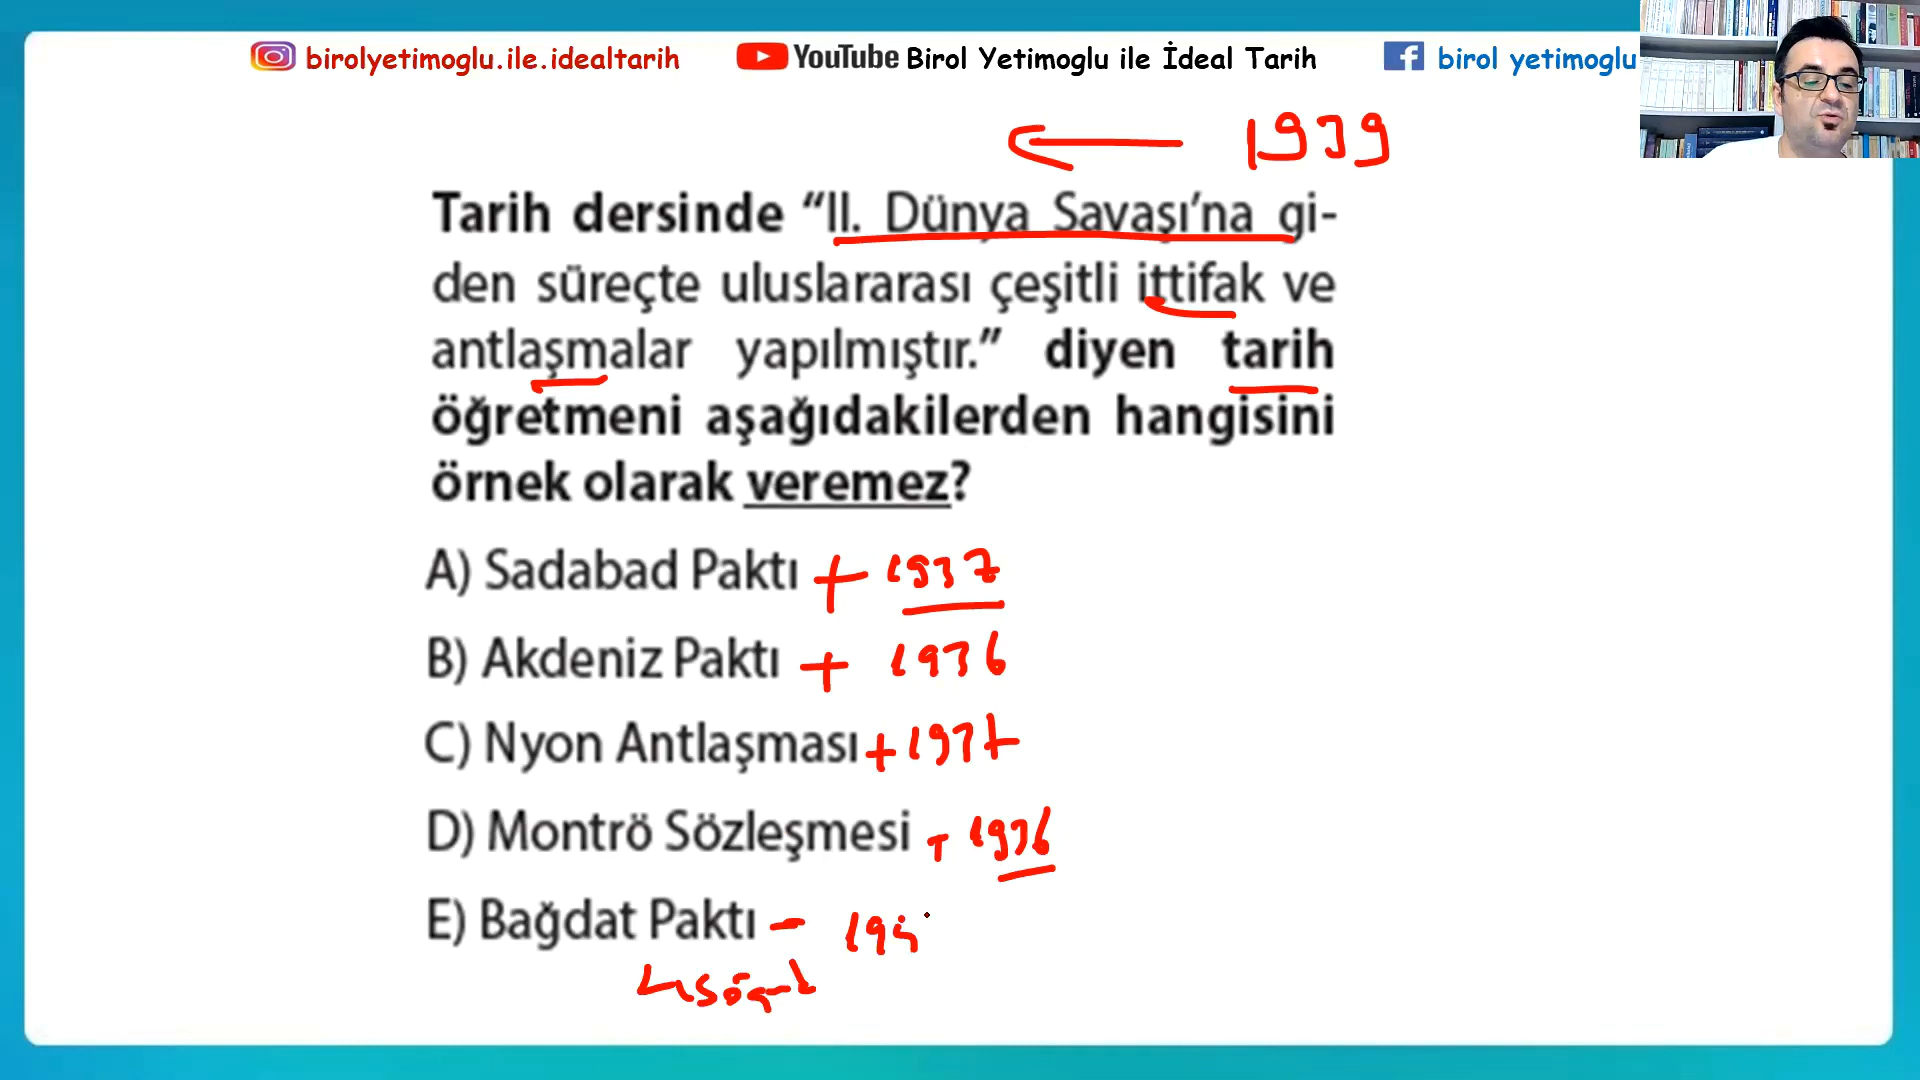 birolyetimoglu.ile.idealtarih YouTube Birol Yetimoglu ile İdeal Tarih birol yetimoglu
1939
Tarih dersinde “II. Dünya Savaşı’na gi-
den süreçte uluslararası çeşitli ittifak ve
antlaşmalar yapılmıştır.” diyen tarih
öğretmeni aşağıdakilerden hangisini
örnek olarak veremez?
A) Sadabad Paktı + 1937
B) Akdeniz Paktı + 1936
C) Nyon Antlaşması + 1937
D) Montrö Sözleşmesi + 1936
E) Bağdat Paktı - 195